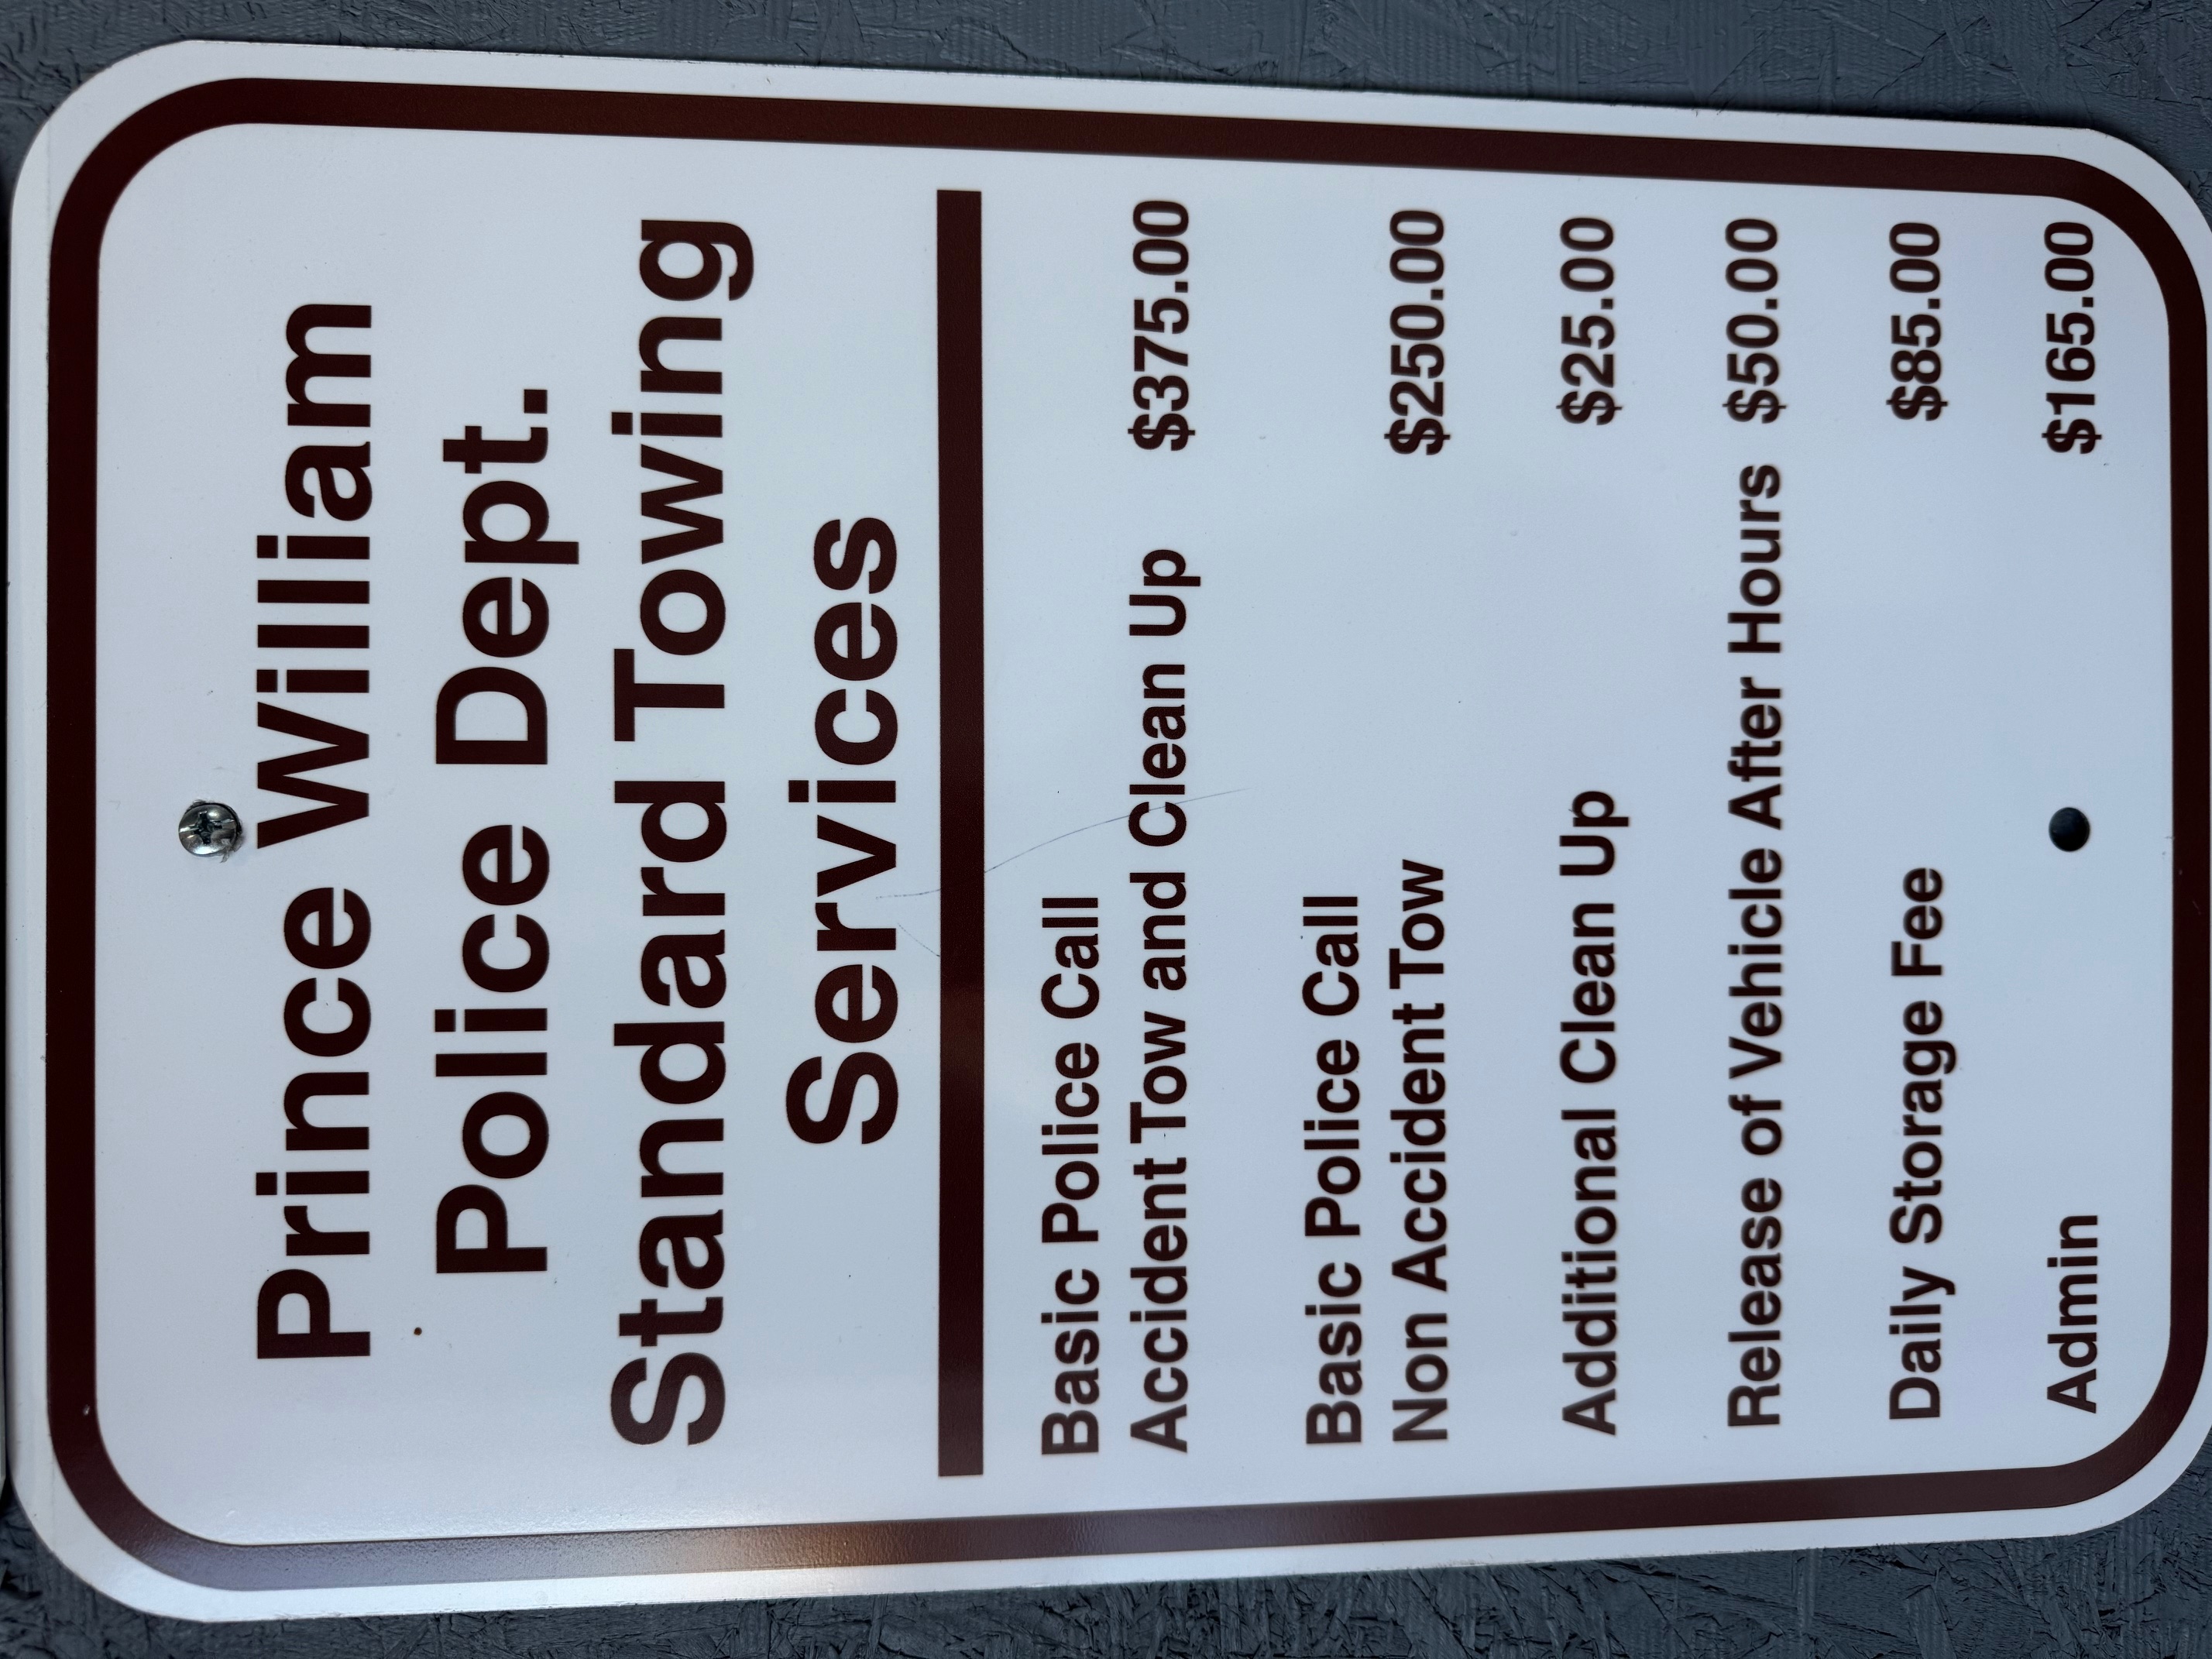 Prince William
Police Dept.
Standard Towing
Services
Basic Police Call
Accident Tow and Clean Up $375.00
Basic Police Call
Non Accident Tow $250.00
Additional Clean Up $25.00
Release of Vehicle After Hours $50.00
Daily Storage Fee $85.00
Admin $165.00